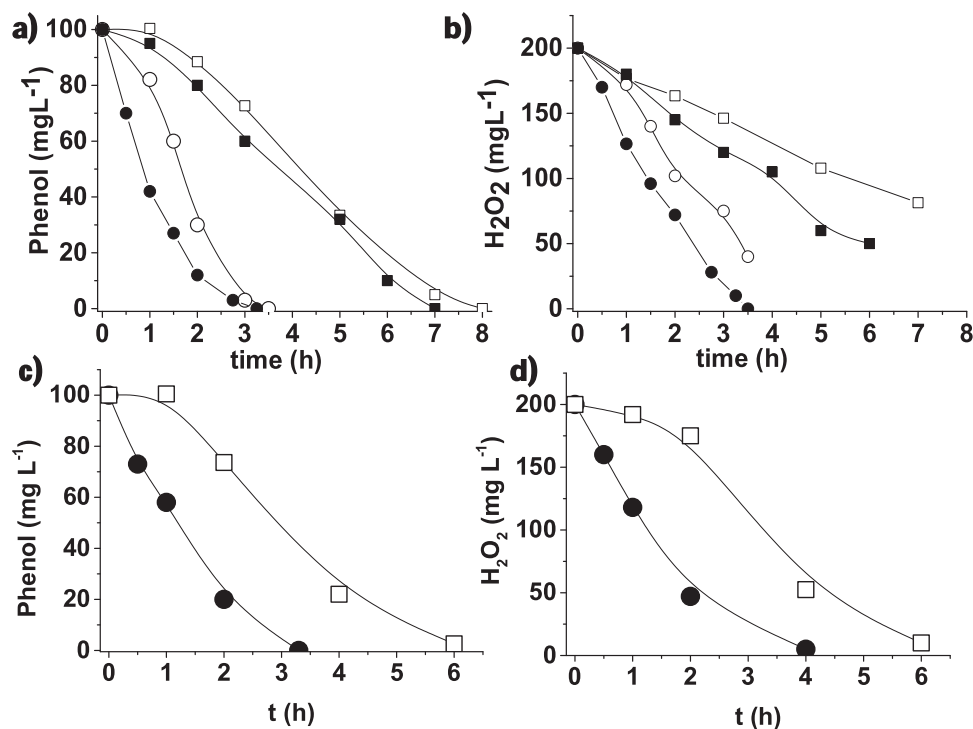 a)
Phenol (mgL-1)
100
80
60
40
20
0
0 1 2 3 4 5 6 7 8
time (h)
b)
H2O2 (mgL-1)
200
150
100
50
0
0 1 2 3 4 5 6 7 8
time (h)
c)
Phenol (mg L-1)
100
80
60
40
20
0
0 1 2 3 4 5 6
t (h)
d)
H2O2 (mg L-1)
200
150
100
50
0
0 1 2 3 4 5 6
t (h)